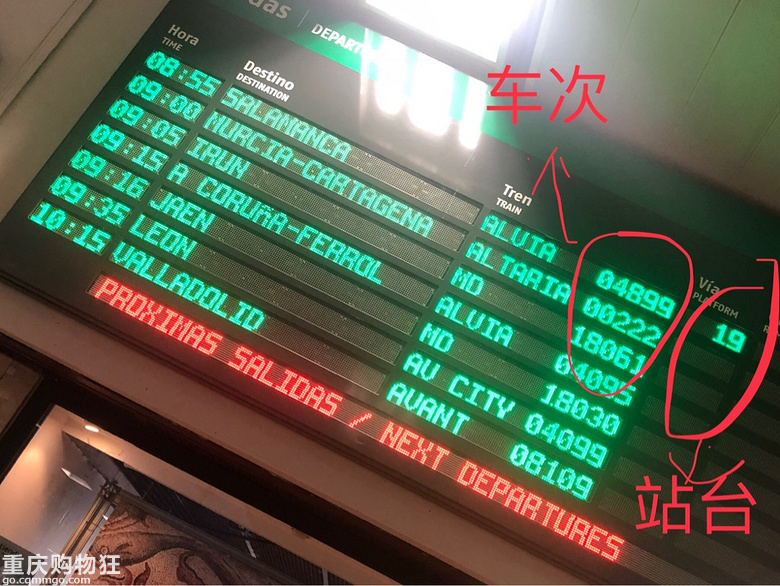 das
DEPART
Hora
TIME
Destino
DESTINATION
Tren
TRAIN
Vía
PLATFORM
08:55 SALAMANCA ALVIA 04899 19
09:00 MURCIA-CARTAGENA ALTARIA 00222
09:05 IRUN MD 18061
09:15 A CORUÑA-FERROL ALVIA 04095
09:16 JAEN MD 18030
09:35 LEON AV CITY 04099
10:15 VALLADOLID AVANT 08109
PROXIMAS SALIDAS / NEXT DEPARTURES
车次
站台
重庆购物狂
go.cqmmgo.com